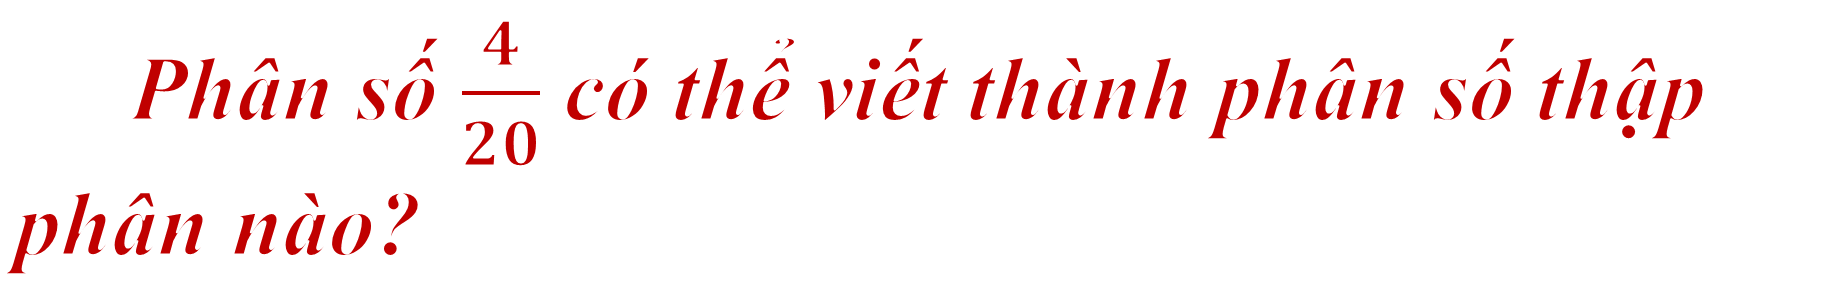 Phân số 4/20 có thể viết thành phân số thập
phân nào?